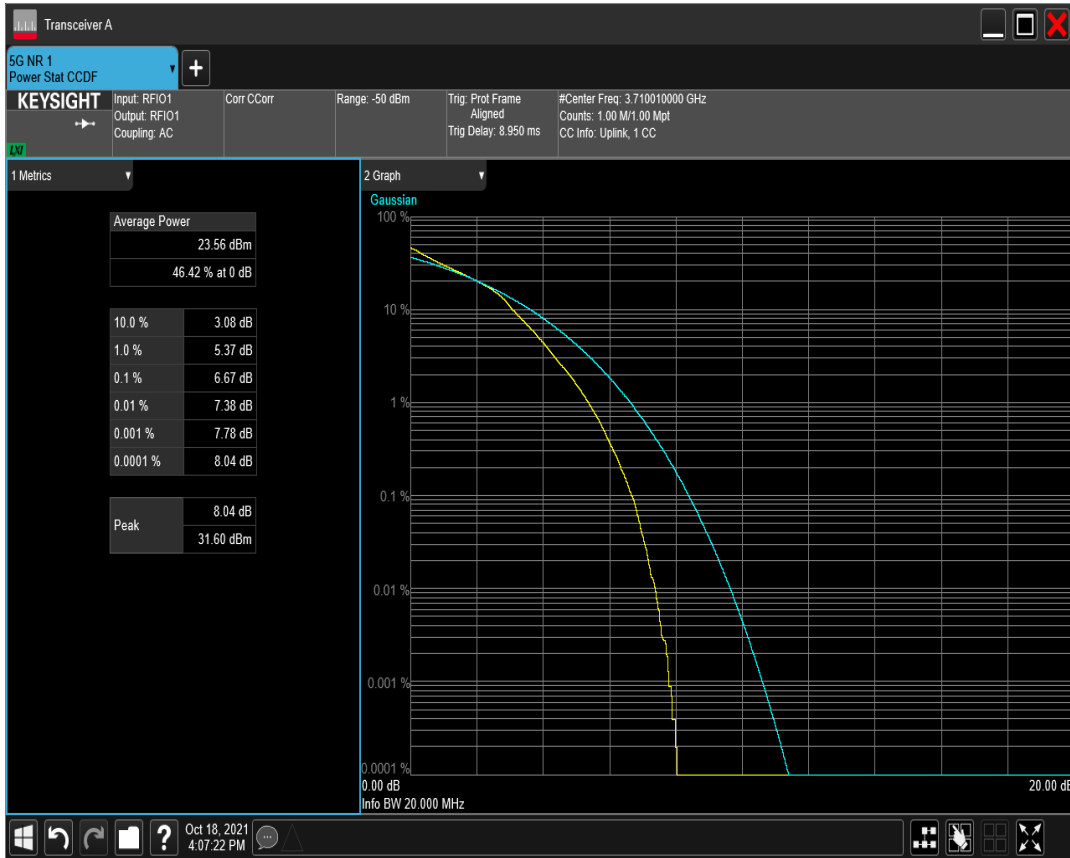 Transceiver A
5G NR 1
Power Stat CCDF
KEYSIGHT
LXI
Input: RFIO1
Output: RFIO1
Coupling: AC
Corr CCorr
Range: -50 dBm
Trig: Prot Frame
Aligned
Trig Delay: 8.950 ms
#Center Freq: 3.710010000 GHz
Counts: 1.00 M/1.00 Mpt
CC Info: Uplink, 1 CC
1 Metrics
Average Power
23.56 dBm
46.42 % at 0 dB
10.0 % 3.08 dB
1.0 % 5.37 dB
0.1 % 6.67 dB
0.01 % 7.38 dB
0.001 % 7.78 dB
0.0001 % 8.04 dB
Peak
8.04 dB
31.60 dBm
2 Graph
Gaussian
100 %
10 %
1 %
0.1 %
0.01 %
0.001 %
0.0001 %
0.00 dB 20.00 dB
Info BW 20.000 MHz
Oct 18, 2021
4:07:22 PM